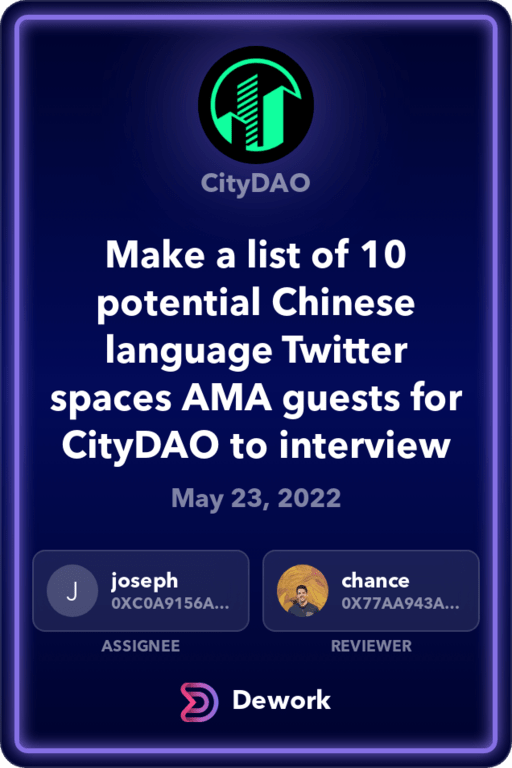 CityDAO
Make a list of 10
potential Chinese
language Twitter
spaces AMA guests for
CityDAO to interview
May 23, 2022
J
joseph
0XC0A9156A...
chance
0X77AA943A...
ASSIGNEE
REVIEWER
Dework